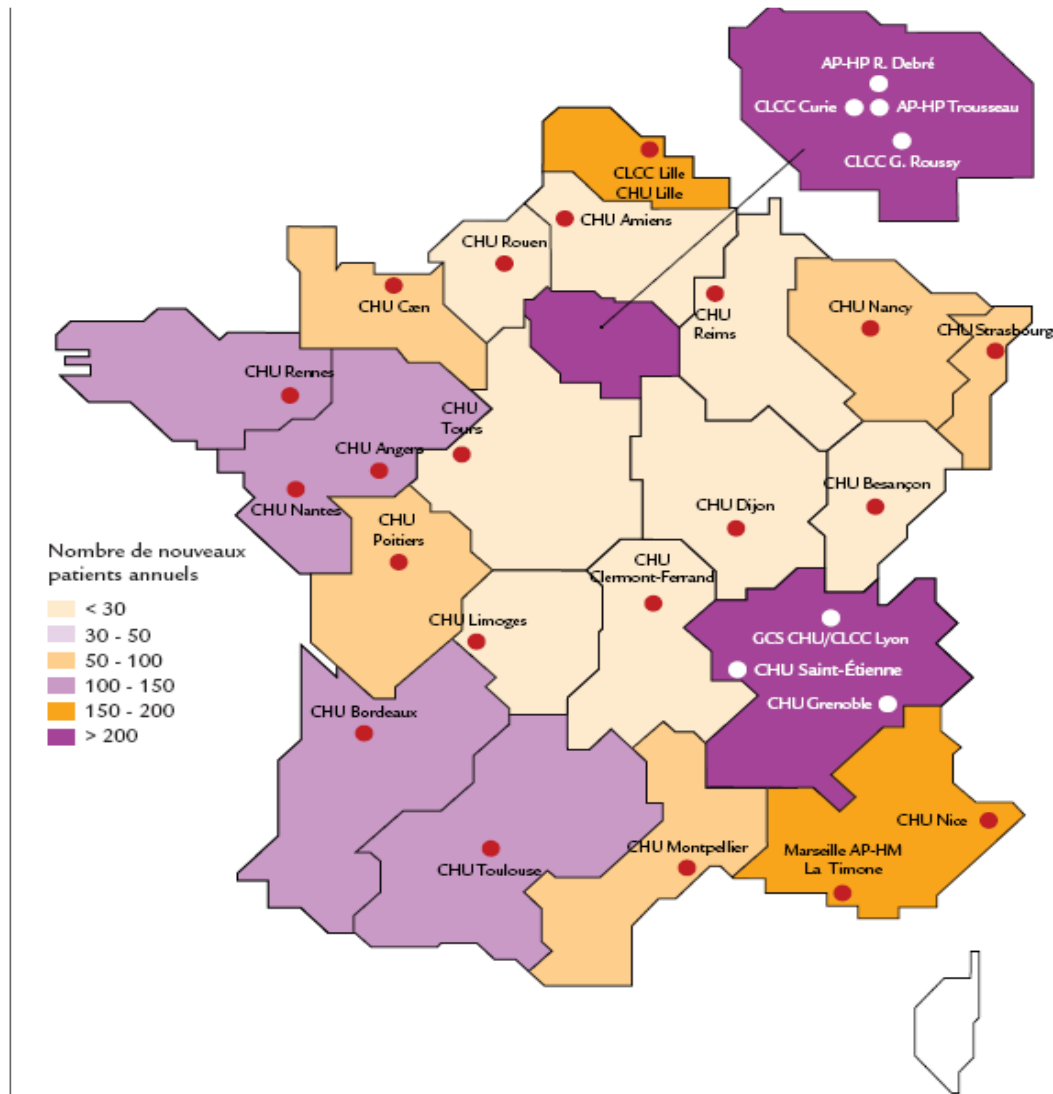 AP-HP R. Debré
CLCC Curie
AP-HP Trousseau
CLCC G. Roussy
CLCC Lille
CHU Lille
CHU Amiens
CHU Rouen
CHU Cæn
CHU
Reims
CHU Nancy
CHU Strasbourg
CHU Rennes
CHU
Tours
CHU Angers
CHU Nantes
CHU Besançon
CHU Dijon
CHU
Poitiers
CHU
Clermont-Ferrand
CHU Limoges
GCS CHU/CLCC Lyon
CHU Saint-Étienne
CHU Grenoble
CHU Bordeaux
CHU Nice
CHU Toulouse
CHU Montpellier
Marseille AP-HM
La Timone
Nombre de nouveaux
patients annuels
< 30
30 - 50
50 - 100
100 - 150
150 - 200
> 200